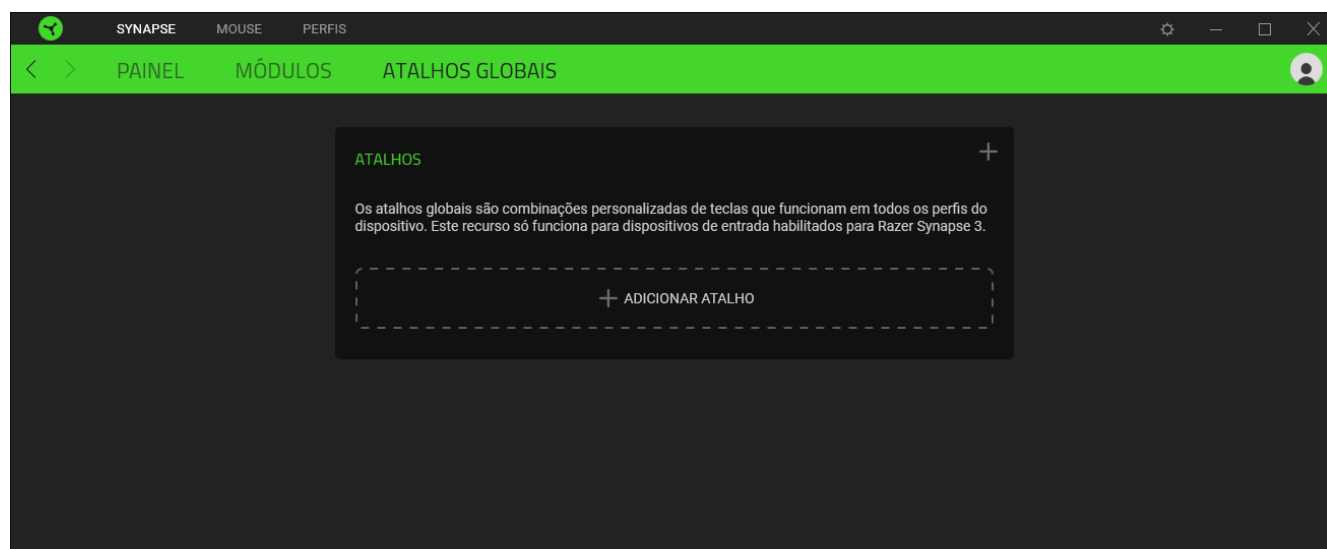 SYNAPSE MOUSE PERFIS
PAINEL MÓDULOS ATALHOS GLOBAIS
ATALHOS
Os atalhos globais são combinações personalizadas de teclas que funcionam em todos os perfis do
dispositivo. Este recurso só funciona para dispositivos de entrada habilitados para Razer Synapse 3.
ADICIONAR ATALHO